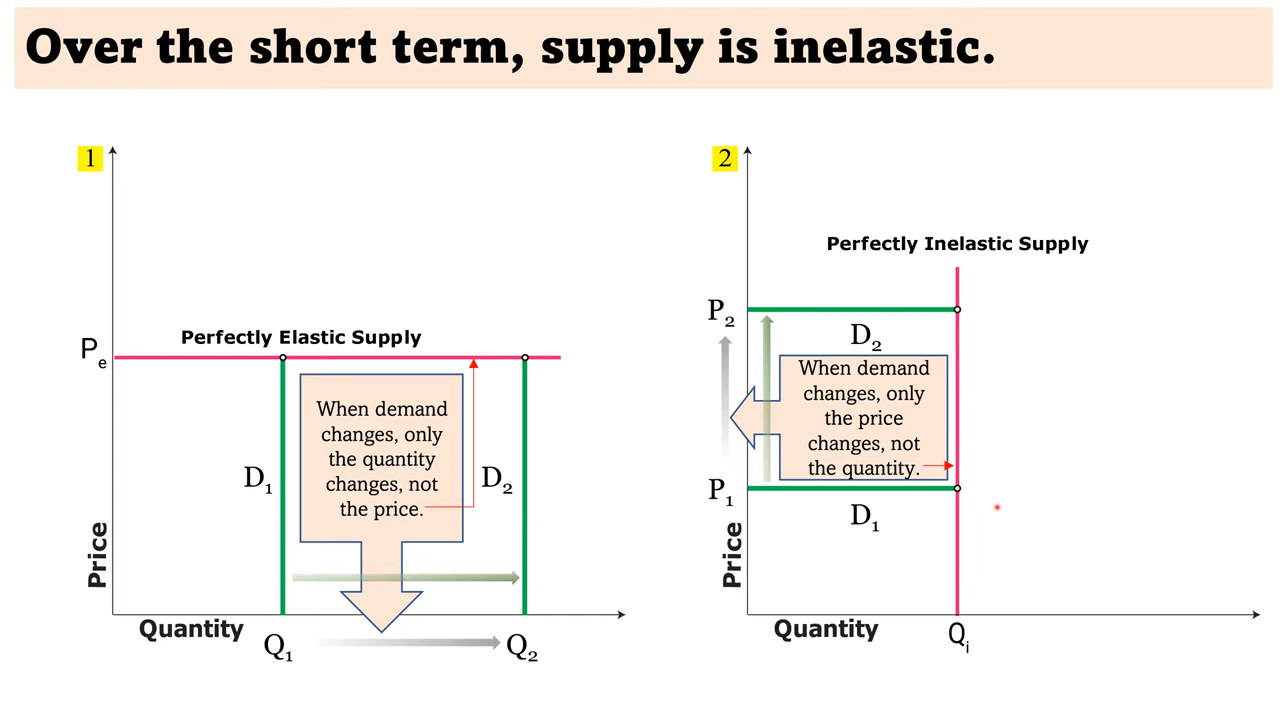 Over the short term, supply is inelastic.
1
Perfectly Elastic Supply
Pe
When demand
changes, only
the quantity
changes, not
the price.
D1
D2
Price
Quantity
Q1
Q2
2
Perfectly Inelastic Supply
P2
D2
When demand
changes, only
the price
changes, not
the quantity.
P1
D1
Price
Quantity
Qi